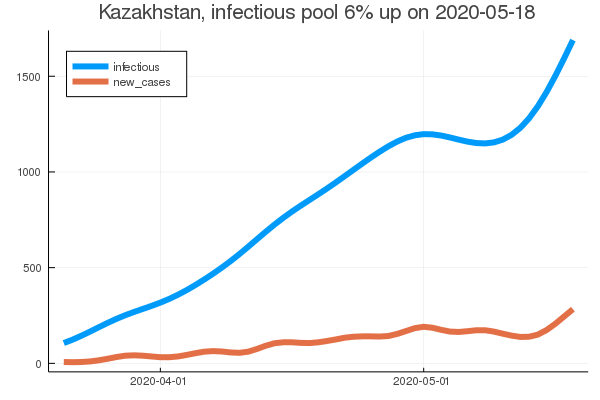 Kazakhstan, infectious pool 6% up on 2020-05-18
infectious
new_cases
1500
1000
500
0
2020-04-01
2020-05-01